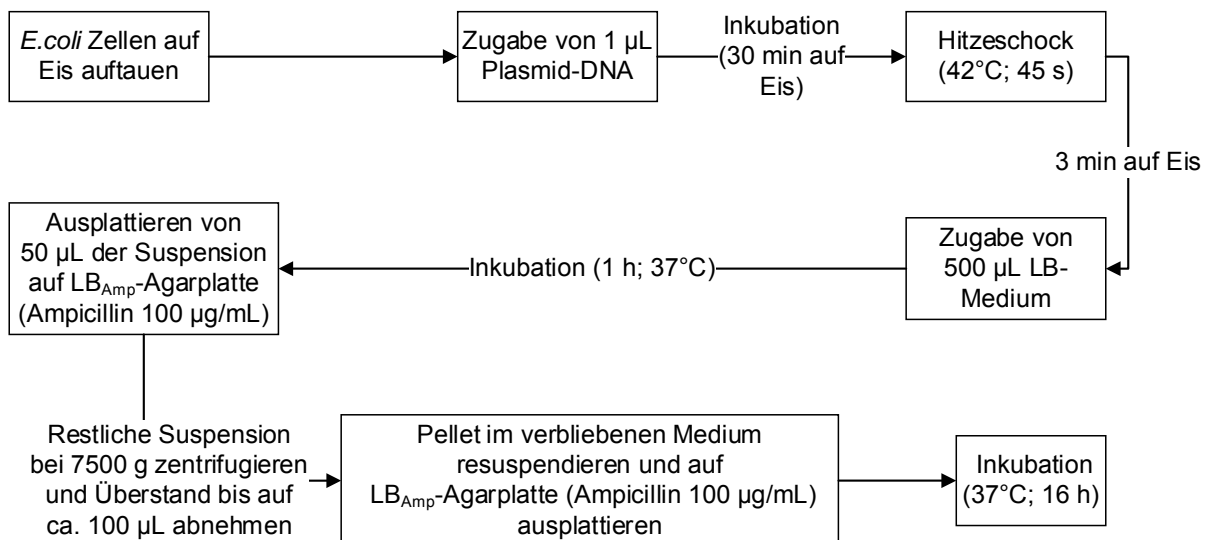 E.coli Zellen auf
Eis auftauen
Zugabe von 1 µL
Plasmid-DNA
Inkubation
(30 min auf
Eis)
Hitzeschock
(42°C; 45 s)
3 min auf Eis
Zugabe von
500 µL LB-
Medium
Inkubation (1 h; 37°C)
Ausplattieren von
50 µL der Suspension
auf LBAmp-Agarplatte
(Ampicillin 100 µg/mL)
Restliche Suspension
bei 7500 g zentrifugieren
und Überstand bis auf
ca. 100 µL abnehmen
Pellet im verbliebenen Medium
resuspendieren und auf
LBAmp-Agarplatte (Ampicillin 100 µg/mL)
ausplattieren
Inkubation
(37°C; 16 h)